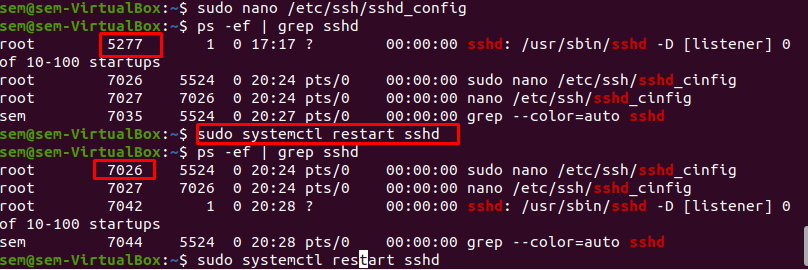 sem@sem-VirtualBox:~$ sudo nano /etc/ssh/sshd_config
sem@sem-VirtualBox:~$ ps -ef | grep sshd
root 5277 1 0 17:17 ? 00:00:00 sshd: /usr/sbin/sshd -D [listener] 0
of 10-100 startups
root 7026 5524 0 20:24 pts/0 00:00:00 sudo nano /etc/ssh/sshd_cinfig
root 7027 7026 0 20:24 pts/0 00:00:00 nano /etc/ssh/sshd_cinfig
sem 7035 5524 0 20:27 pts/0 00:00:00 grep --color=auto sshd
sem@sem-VirtualBox:~$ sudo systemctl restart sshd
sem@sem-VirtualBox:~$ ps -ef | grep sshd
root 7026 5524 0 20:24 pts/0 00:00:00 sudo nano /etc/ssh/sshd_cinfig
root 7027 7026 0 20:24 pts/0 00:00:00 nano /etc/ssh/sshd_cinfig
root 7042 1 0 20:28 ? 00:00:00 sshd: /usr/sbin/sshd -D [listener] 0
of 10-100 startups
sem 7044 5524 0 20:28 pts/0 00:00:00 grep --color=auto sshd
sem@sem-VirtualBox:~$ sudo systemctl restart sshd